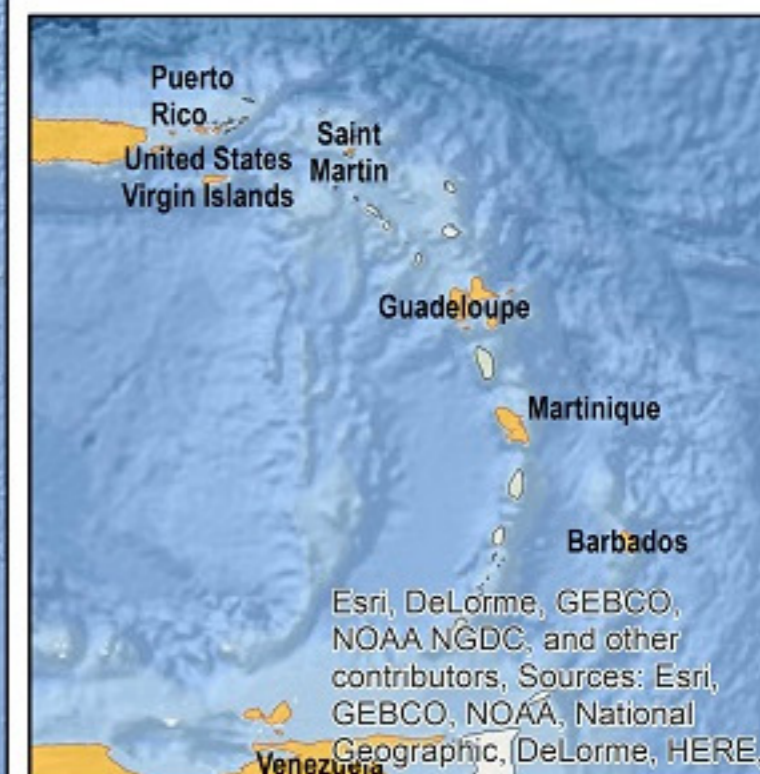 Puerto
Rico
United States
Virgin Islands
Saint
Martin
Guadeloupe
Martinique
Barbados
Esri, DeLorme, GEBCO,
NOAA NGDC, and other
contributors, Sources: Esri,
GEBCO, NOAA, National
Geographic, DeLorme, HERE,
Venezuela